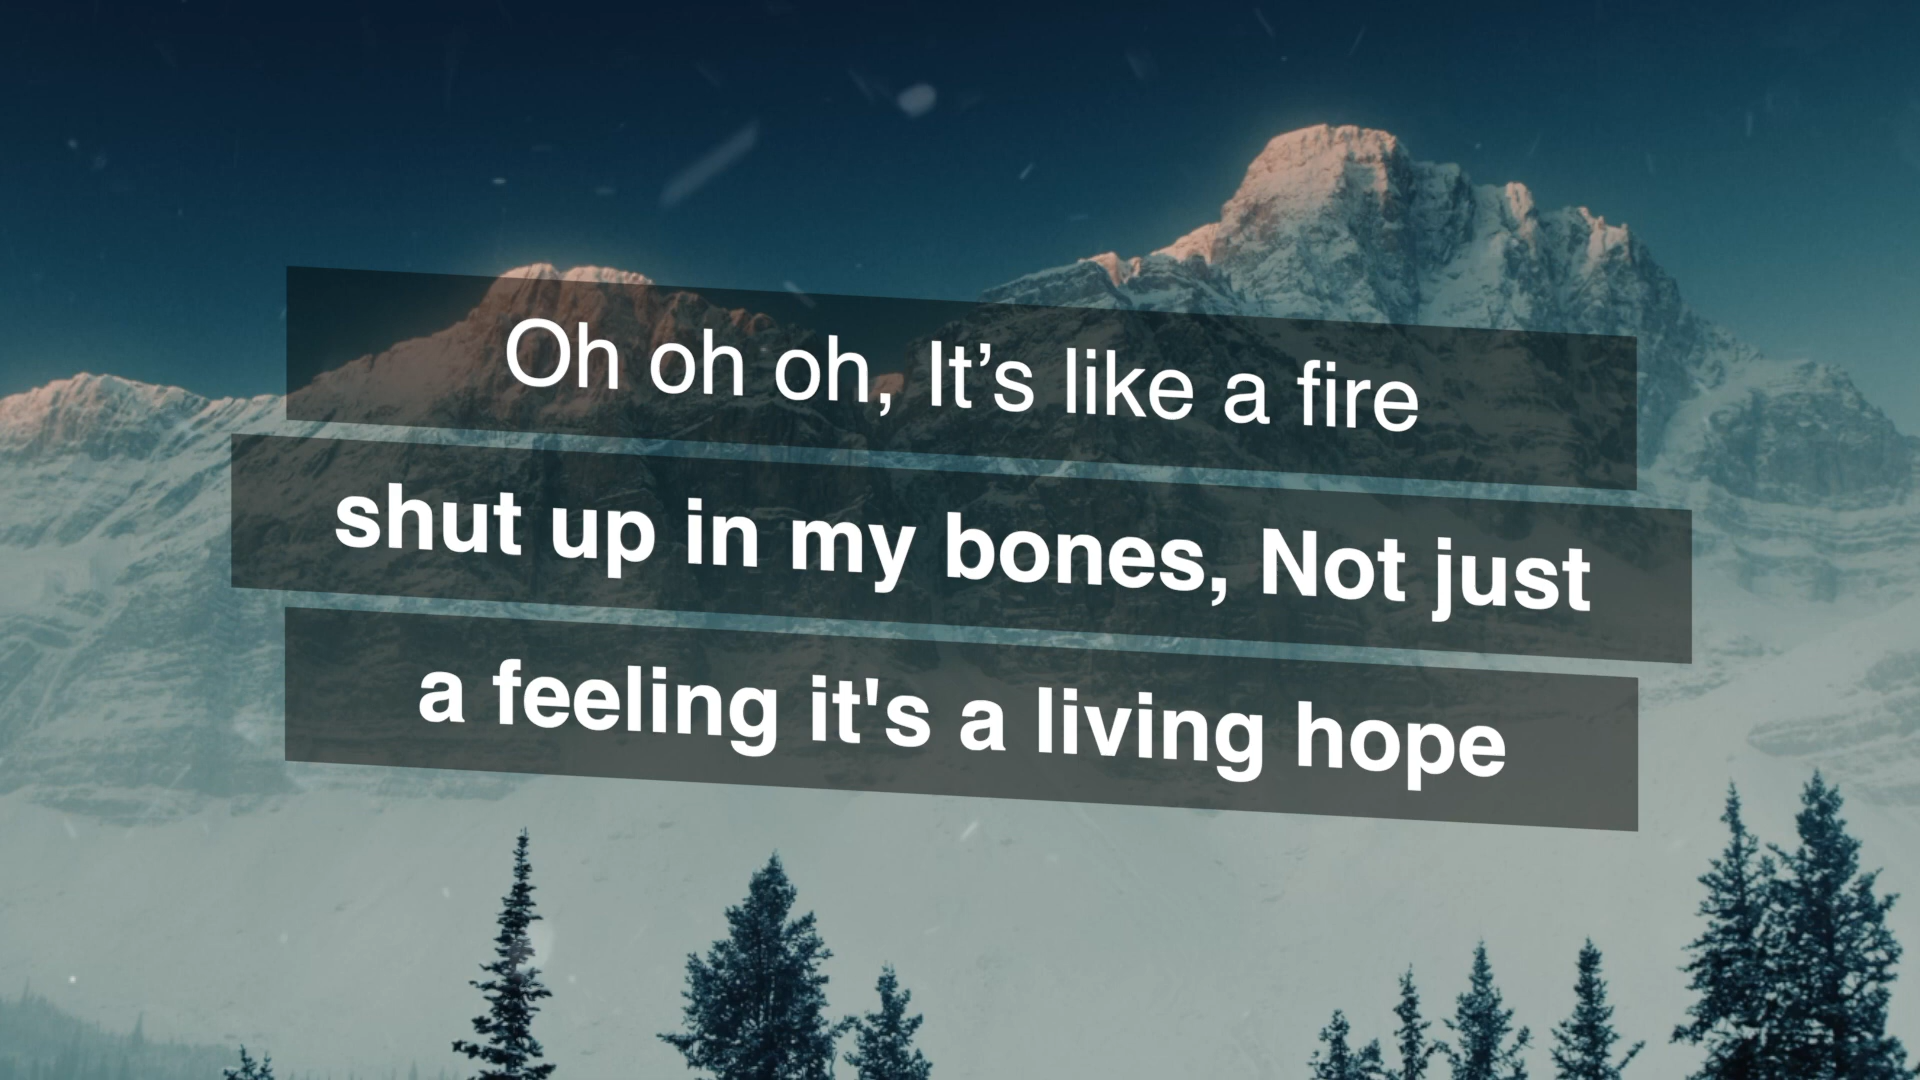 Oh oh oh, It’s like a fire
shut up in my bones, Not just
a feeling it's a living hope